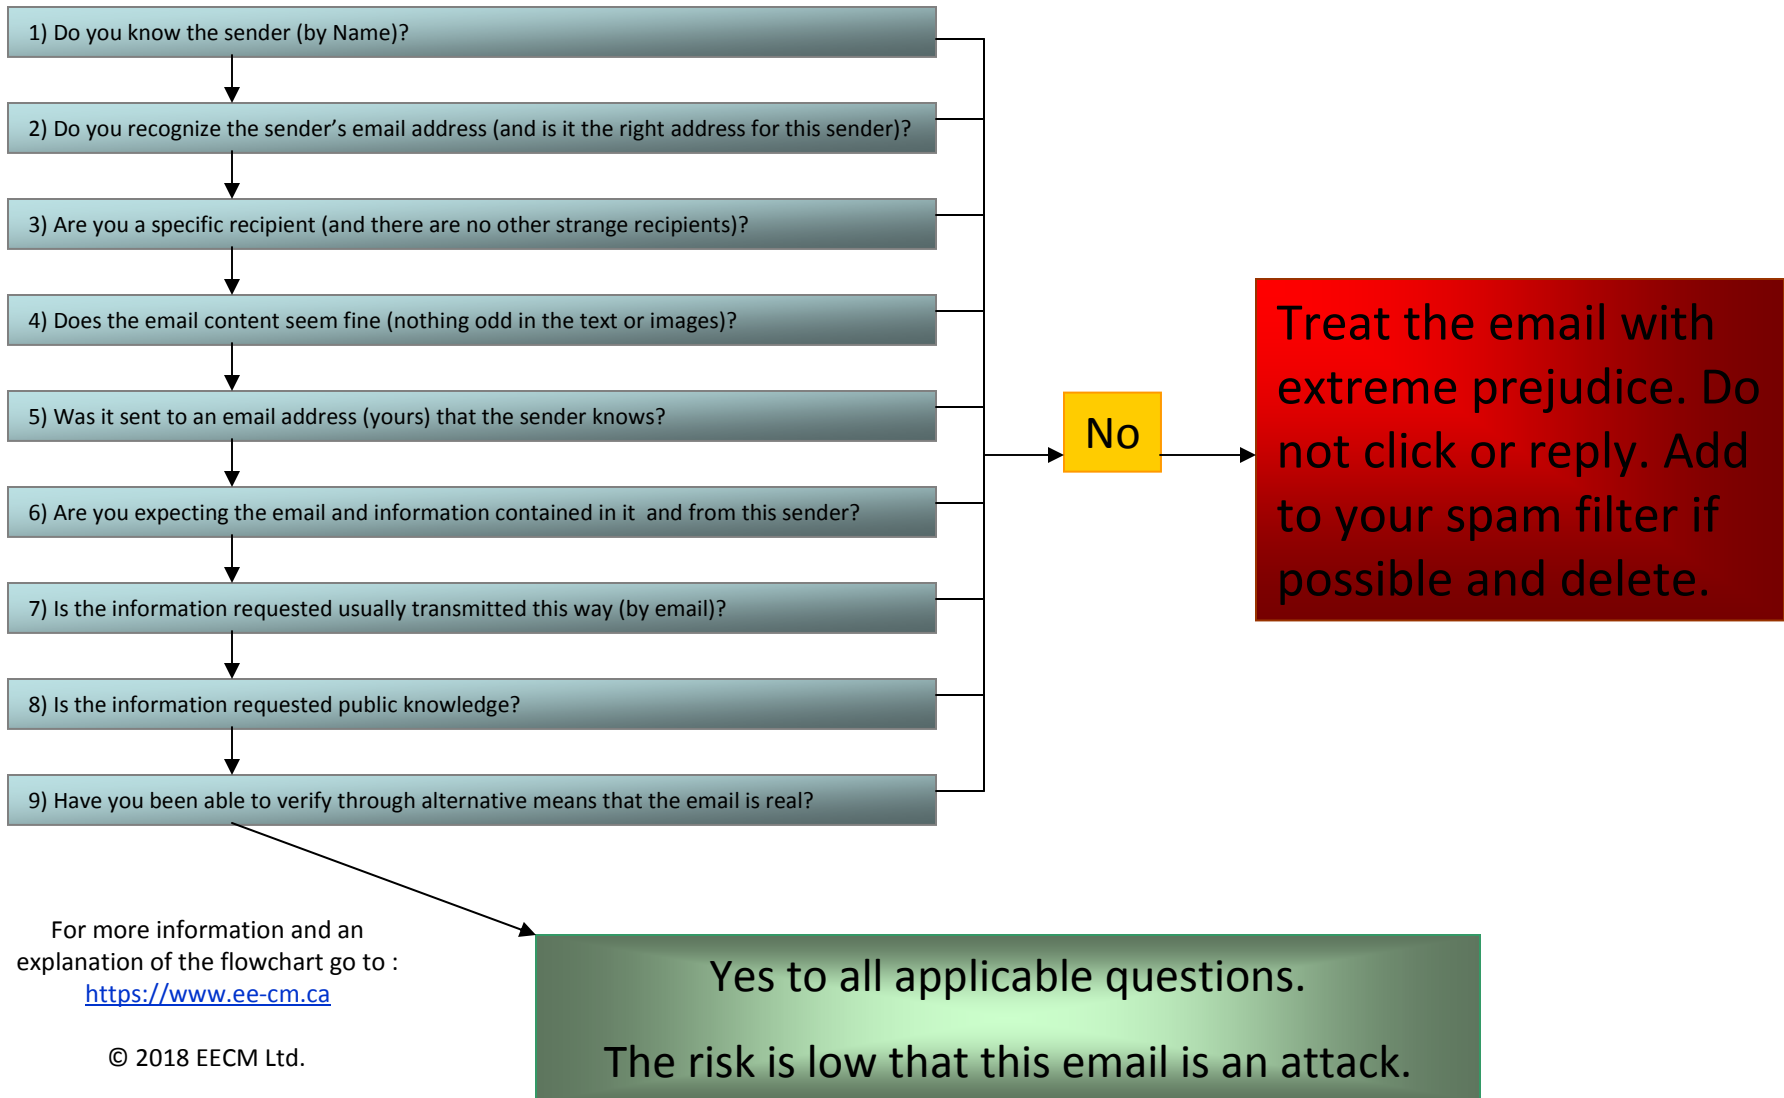 1) Do you know the sender (by Name)?
2) Do you recognize the sender’s email address (and is it the right address for this sender)?
3) Are you a specific recipient (and there are no other strange recipients)?
4) Does the email content seem fine (nothing odd in the text or images)?
5) Was it sent to an email address (yours) that the sender knows?
6) Are you expecting the email and information contained in it  and from this sender?
7) Is the information requested usually transmitted this way (by email)?
8) Is the information requested public knowledge?
9) Have you been able to verify through alternative means that the email is real?
No
Treat the email with
extreme prejudice. Do
not click or reply. Add
to your spam filter if
possible and delete.
For more information and an
explanation of the flowchart go to :
https://www.ee-cm.ca
© 2018 EECM Ltd.
Yes to all applicable questions.
The risk is low that this email is an attack.